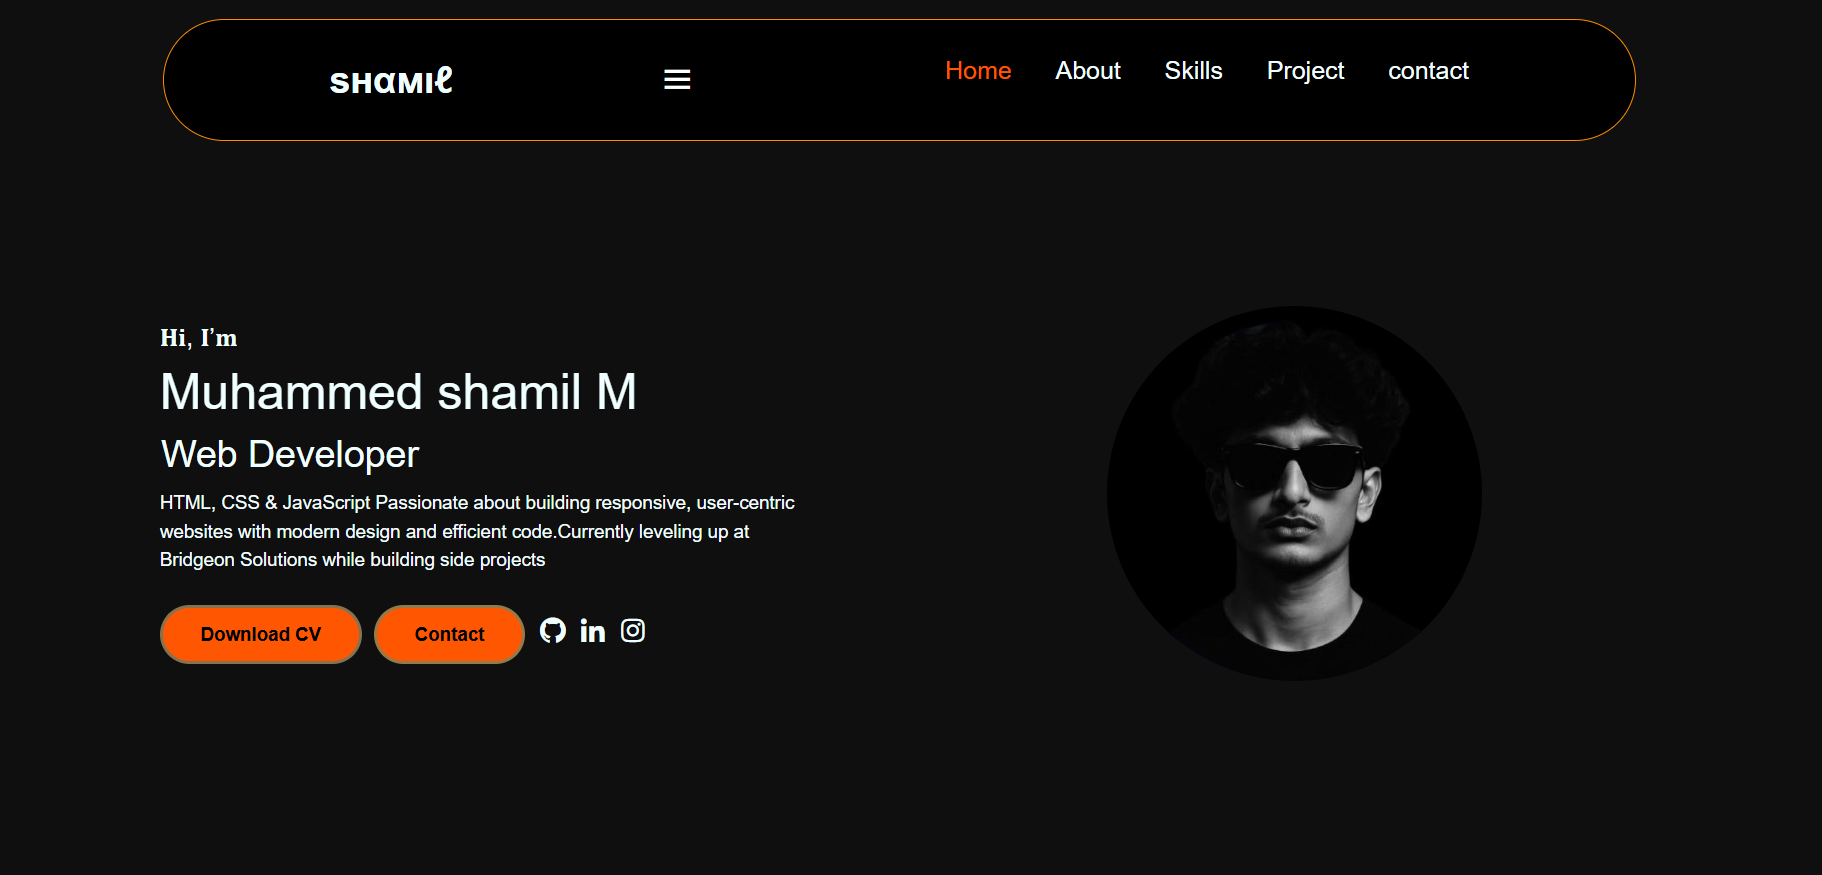 ѕнαмιℓ
Home About Skills Project contact
Hi, I'm
Muhammed shamil M
Web Developer
HTML, CSS & JavaScript Passionate about building responsive, user-centric
websites with modern design and efficient code.Currently leveling up at
Bridgeon Solutions while building side projects
Download CV Contact